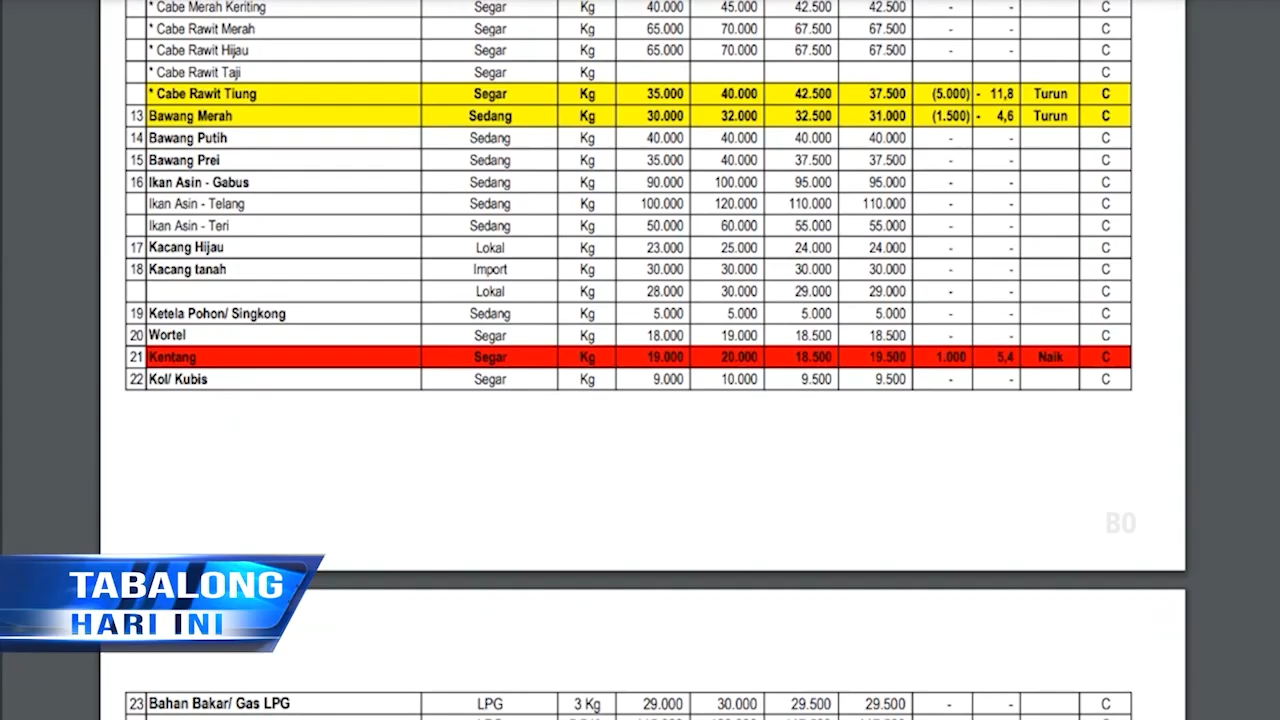 * Cabe Merah Keriting Segar Kg 40.000 45.000 42.500 42.500 - - C
* Cabe Rawit Merah Segar Kg 65.000 70.000 67.500 67.500 - - C
* Cabe Rawit Hijau Segar Kg 65.000 70.000 67.500 67.500 - - C
* Cabe Rawit Taji Segar Kg C
* Cabe Rawit Tiung Segar Kg 35.000 40.000 42.500 37.500 (5.000) - 11,8 Turun C
13 Bawang Merah Sedang Kg 30.000 32.000 32.500 31.000 (1.500) - 4,6 Turun C
14 Bawang Putih Sedang Kg 40.000 40.000 40.000 40.000 - - C
15 Bawang Prei Sedang Kg 35.000 40.000 37.500 37.500 - - C
16 Ikan Asin - Gabus Sedang Kg 90.000 100.000 95.000 95.000 - - C
Ikan Asin - Telang Sedang Kg 100.000 120.000 110.000 110.000 - - C
Ikan Asin - Teri Sedang Kg 50.000 60.000 55.000 55.000 - - C
17 Kacang Hijau Lokal Kg 23.000 25.000 24.000 24.000 - - C
18 Kacang tanah Import Kg 30.000 30.000 30.000 30.000 - - C
Lokal Kg 28.000 30.000 29.000 29.000 - - C
19 Ketela Pohon/ Singkong Sedang Kg 5.000 5.000 5.000 5.000 - - C
20 Wortel Segar Kg 18.000 19.000 18.500 18.500 - - C
21 Kentang Segar Kg 19.000 20.000 18.500 19.500 1.000 5,4 Naik C
22 Kol/ Kubis Segar Kg 9.000 10.000 9.500 9.500 - - C
BO
TABALONG
HARI INI
23 Bahan Bakar/ Gas LPG LPG 3 Kg 29.000 30.000 29.500 29.500 - - C